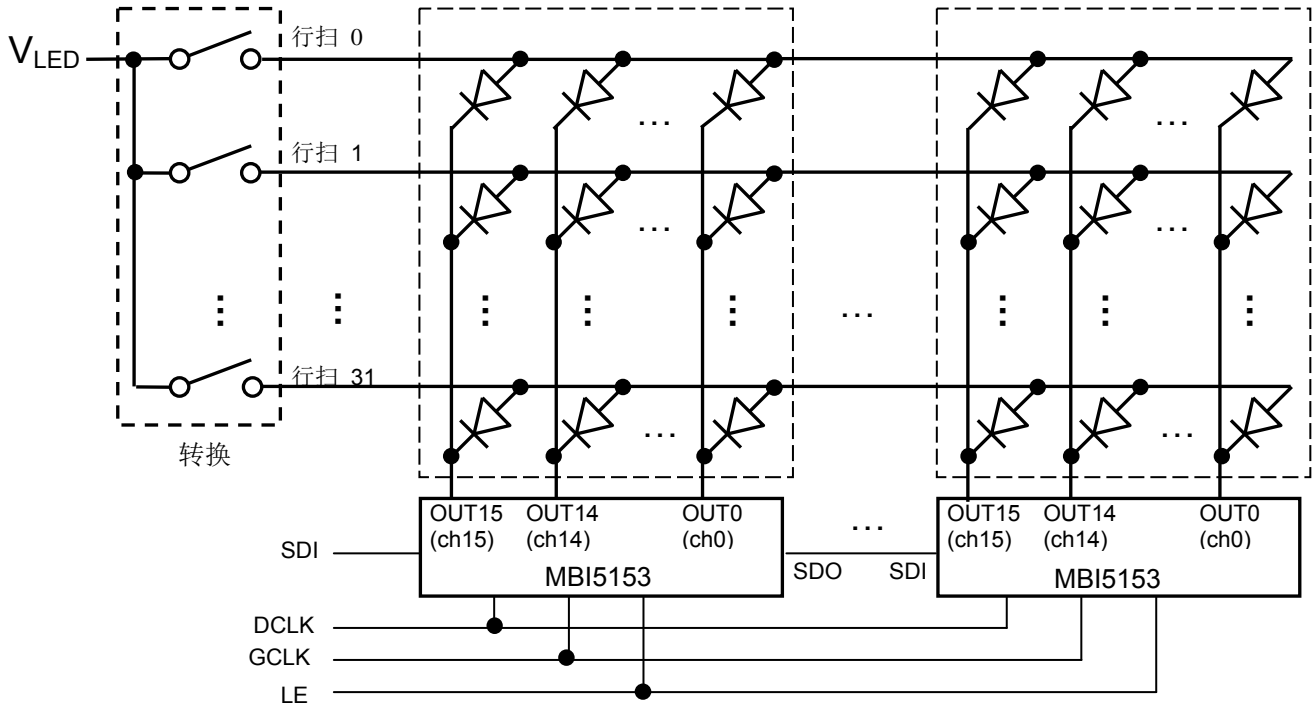 VLED
行扫 0
行扫 1
行扫 31
转换
...
OUT15 OUT14 OUT0
(ch15) (ch14) (ch0)
MBI5153
OUT15 OUT14 OUT0
(ch15) (ch14) (ch0)
MBI5153
SDI
SDO SDI
DCLK
GCLK
LE